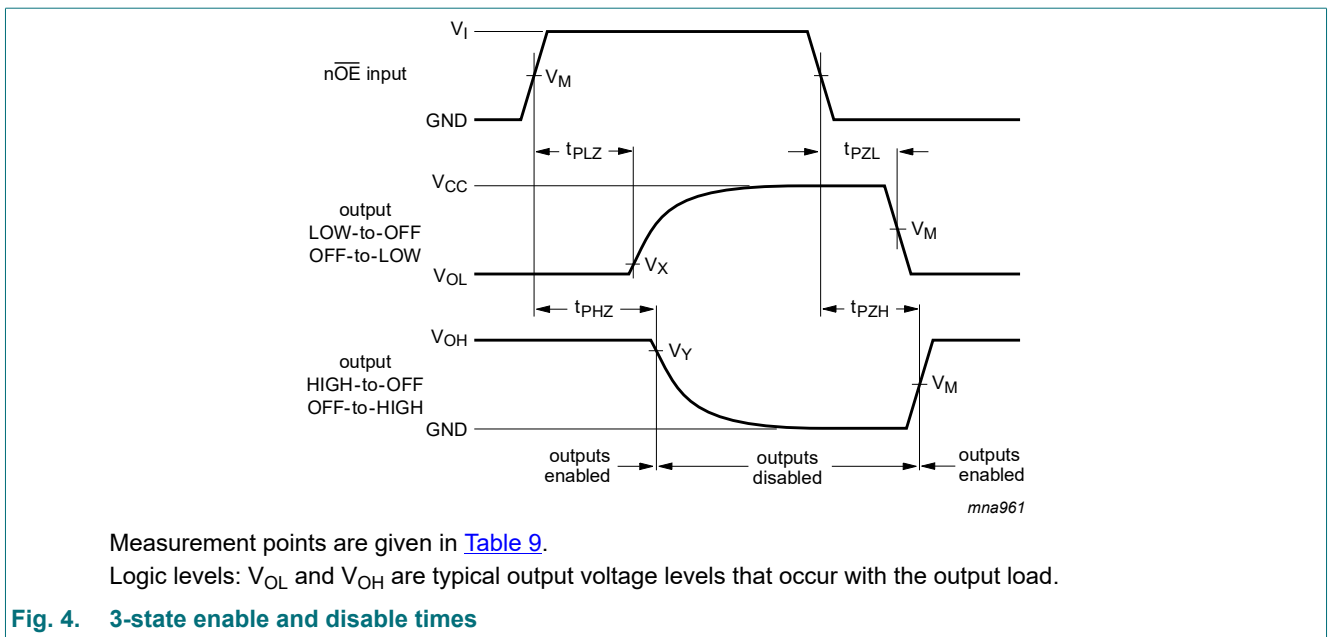 V_I
nO̅E̅ input
V_M
GND
t_PLZ
t_PZL
V_CC
output
LOW-to-OFF
OFF-to-LOW
V_M
V_X
V_OL
t_PHZ
t_PZH
V_OH
output
HIGH-to-OFF
OFF-to-HIGH
V_Y
V_M
GND
outputs
enabled
outputs
disabled
outputs
enabled
mna961
Measurement points are given in Table 9.
Logic levels: V_OL and V_OH are typical output voltage levels that occur with the output load.
Fig. 4. 3-state enable and disable times